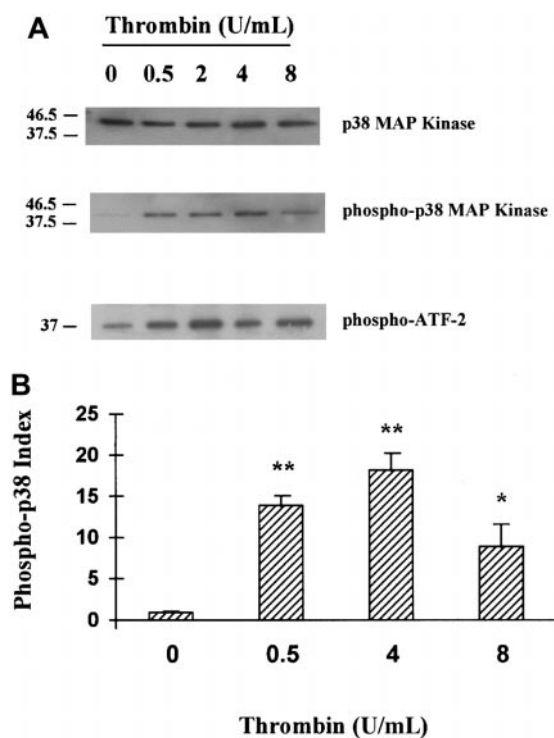 A
Thrombin (U/mL)
0 0.5 2 4 8
46.5 –
37.5 –
p38 MAP Kinase
46.5 –
37.5 –
phospho-p38 MAP Kinase
37 –
phospho-ATF-2
B
Phospho-p38 Index
25
20
15
10
5
0
** ** *
0 0.5 4 8
Thrombin (U/mL)